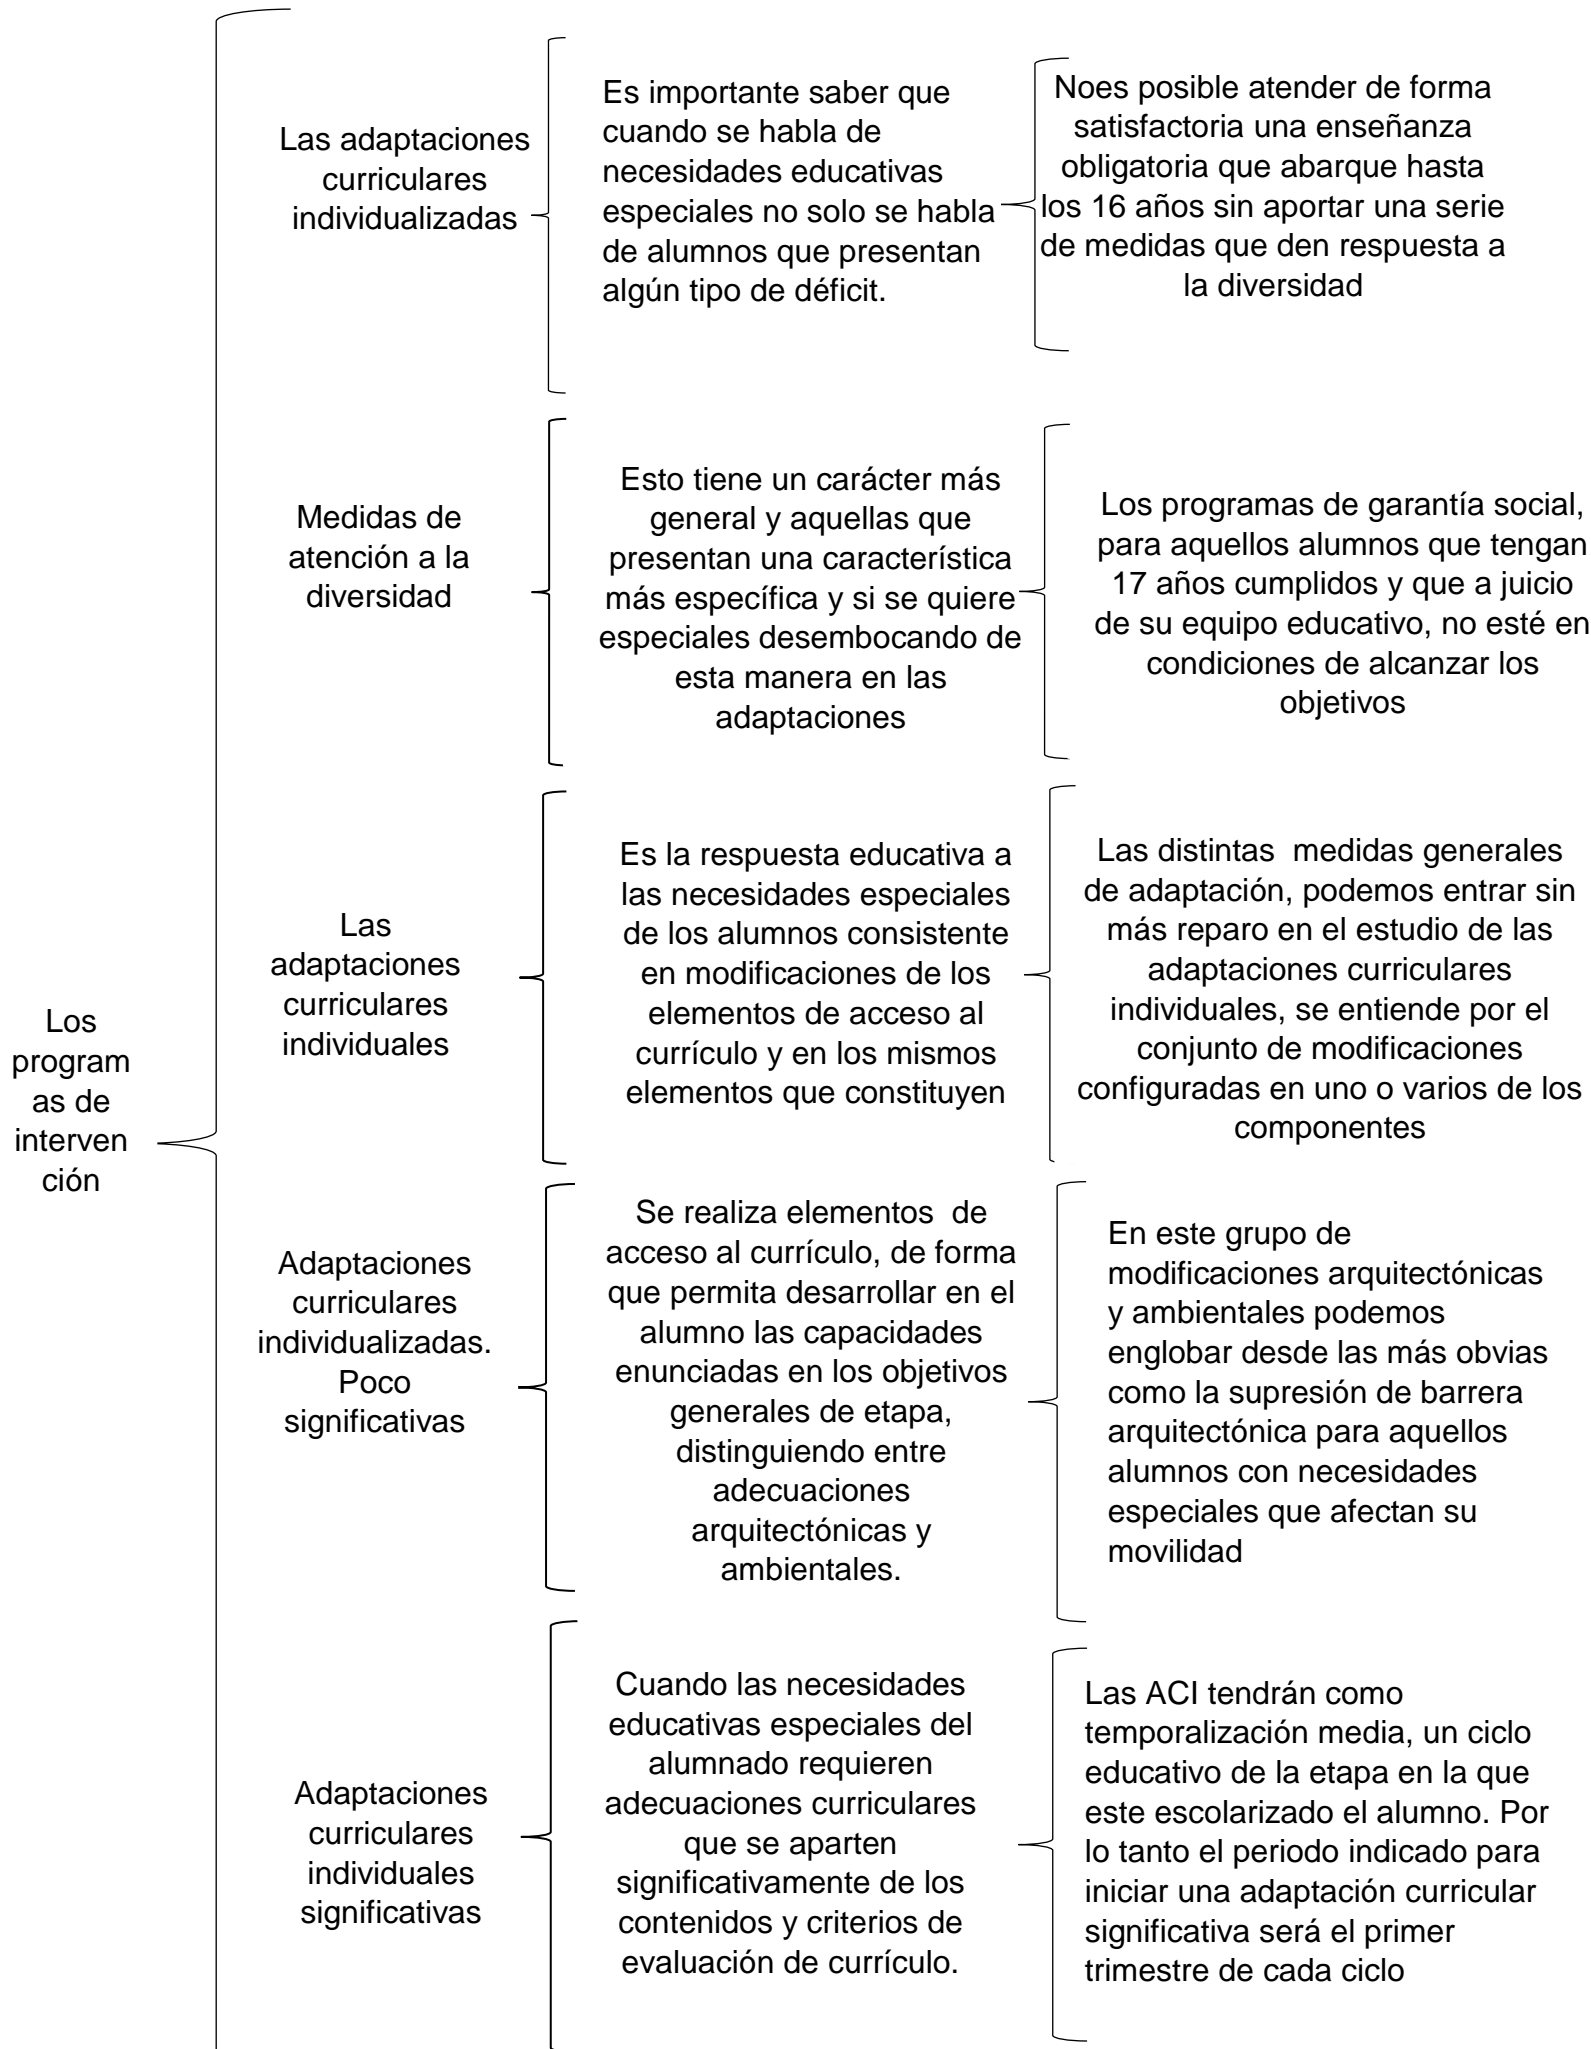 Los
program
as de
interven
ción
Las adaptaciones
curriculares
individualizadas
Es importante saber que
cuando se habla de
necesidades educativas
especiales no solo se habla
de alumnos que presentan
algún tipo de déficit.
Noes posible atender de forma
satisfactoria una enseñanza
obligatoria que abarque hasta
los 16 años sin aportar una serie
de medidas que den respuesta a
la diversidad
Medidas de
atención a la
diversidad
Esto tiene un carácter más
general y aquellas que
presentan una característica
más específica y si se quiere
especiales desembocando de
esta manera en las
adaptaciones
Los programas de garantía social,
para aquellos alumnos que tengan
17 años cumplidos y que a juicio
de su equipo educativo, no esté en
condiciones de alcanzar los
objetivos
Las
adaptaciones
curriculares
individuales
Es la respuesta educativa a
las necesidades especiales
de los alumnos consistente
en modificaciones de los
elementos de acceso al
currículo y en los mismos
elementos que constituyen
Las distintas  medidas generales
de adaptación, podemos entrar sin
más reparo en el estudio de las
adaptaciones curriculares
individuales, se entiende por el
conjunto de modificaciones
configuradas en uno o varios de los
componentes
Adaptaciones
curriculares
individualizadas.
Poco
significativas
Se realiza elementos  de
acceso al currículo, de forma
que permita desarrollar en el
alumno las capacidades
enunciadas en los objetivos
generales de etapa,
distinguiendo entre
adecuaciones
arquitectónicas y
ambientales.
En este grupo de
modificaciones arquitectónicas
y ambientales podemos
englobar desde las más obvias
como la supresión de barrera
arquitectónica para aquellos
alumnos con necesidades
especiales que afectan su
movilidad
Adaptaciones
curriculares
individuales
significativas
Cuando las necesidades
educativas especiales del
alumnado requieren
adecuaciones curriculares
que se aparten
significativamente de los
contenidos y criterios de
evaluación de currículo.
Las ACI tendrán como
temporalización media, un ciclo
educativo de la etapa en la que
este escolarizado el alumno. Por
lo tanto el periodo indicado para
iniciar una adaptación curricular
significativa será el primer
trimestre de cada ciclo